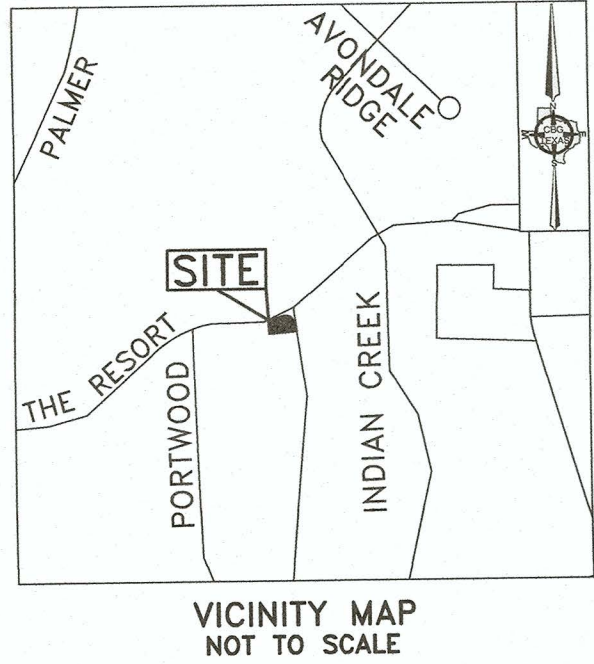 AVONDALE
RIDGE
PALMER
N
W
E
CBG
TEXAS
S
SITE
THE RESORT
PORTWOOD
INDIAN CREEK
VICINITY MAP
NOT TO SCALE